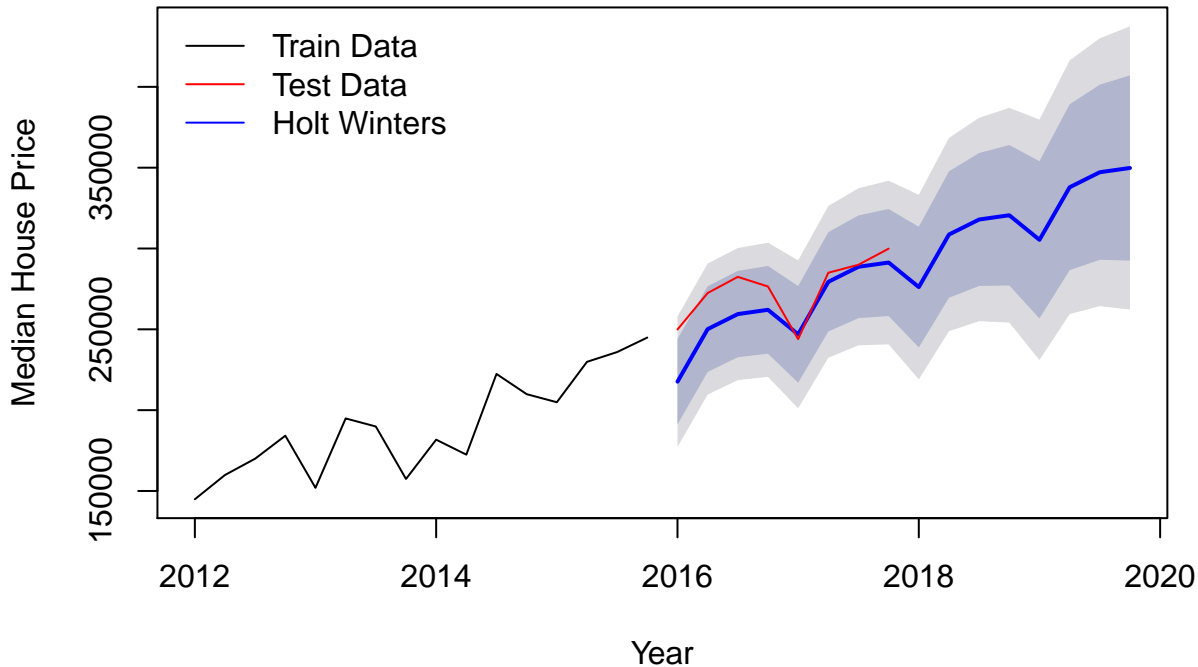 Train Data
Test Data
Holt Winters
Median House Price
350000
250000
150000
2012 2014 2016 2018 2020
Year